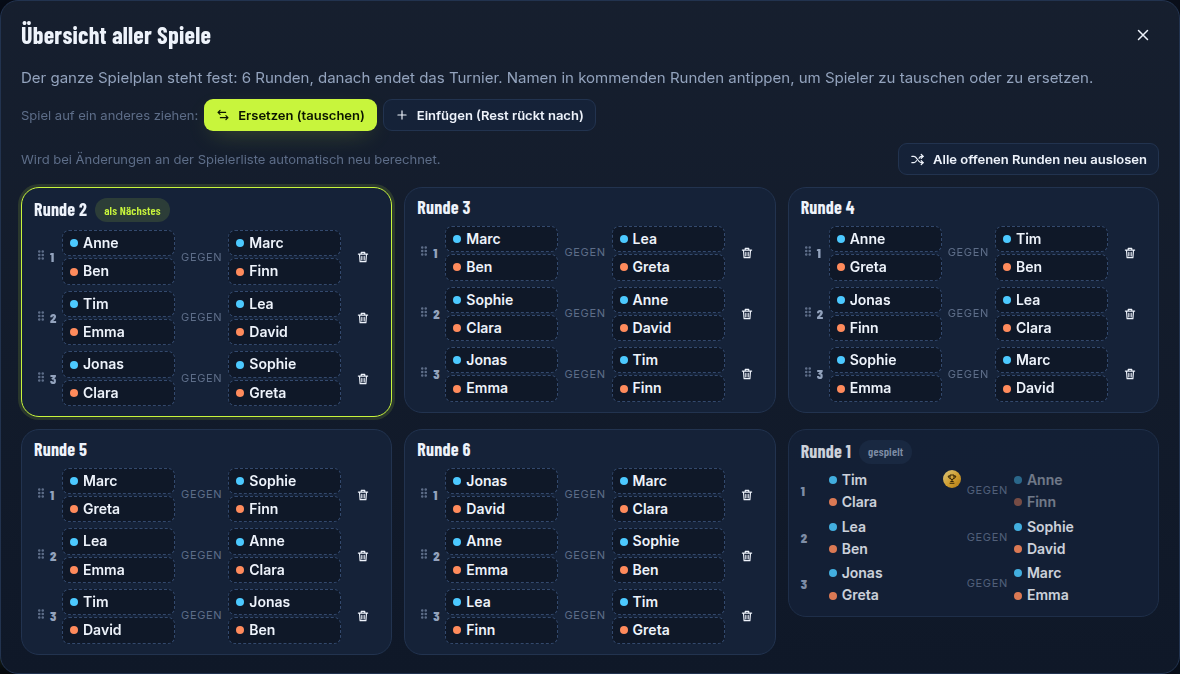 Übersicht aller Spiele
Der ganze Spielplan steht fest: 6 Runden, danach endet das Turnier. Namen in kommenden Runden antippen, um Spieler zu tauschen oder zu ersetzen.
Spiel auf ein anderes ziehen: Ersetzen (tauschen) Einfügen (Rest rückt nach)
Wird bei Änderungen an der Spielerliste automatisch neu berechnet. Alle offenen Runden neu auslosen
Runde 2 als Nächstes
1 Anne GEGEN Marc
Ben Finn
2 Tim GEGEN Lea
Emma David
3 Jonas GEGEN Sophie
Clara Greta
Runde 3
1 Marc GEGEN Lea
Ben Greta
2 Sophie GEGEN Anne
Clara David
3 Jonas GEGEN Tim
Emma Finn
Runde 4
1 Anne GEGEN Tim
Greta Ben
2 Jonas GEGEN Lea
Finn Clara
3 Sophie GEGEN Marc
Emma David
Runde 5
1 Marc GEGEN Sophie
Greta Finn
2 Lea GEGEN Anne
Emma Clara
3 Tim GEGEN Jonas
David Ben
Runde 6
1 Jonas GEGEN Marc
David Clara
2 Anne GEGEN Sophie
Emma Ben
3 Lea GEGEN Tim
Finn Greta
Runde 1 gespielt
1 Tim GEGEN Anne
Clara Finn
2 Lea GEGEN Sophie
Ben David
3 Jonas GEGEN Marc
Greta Emma